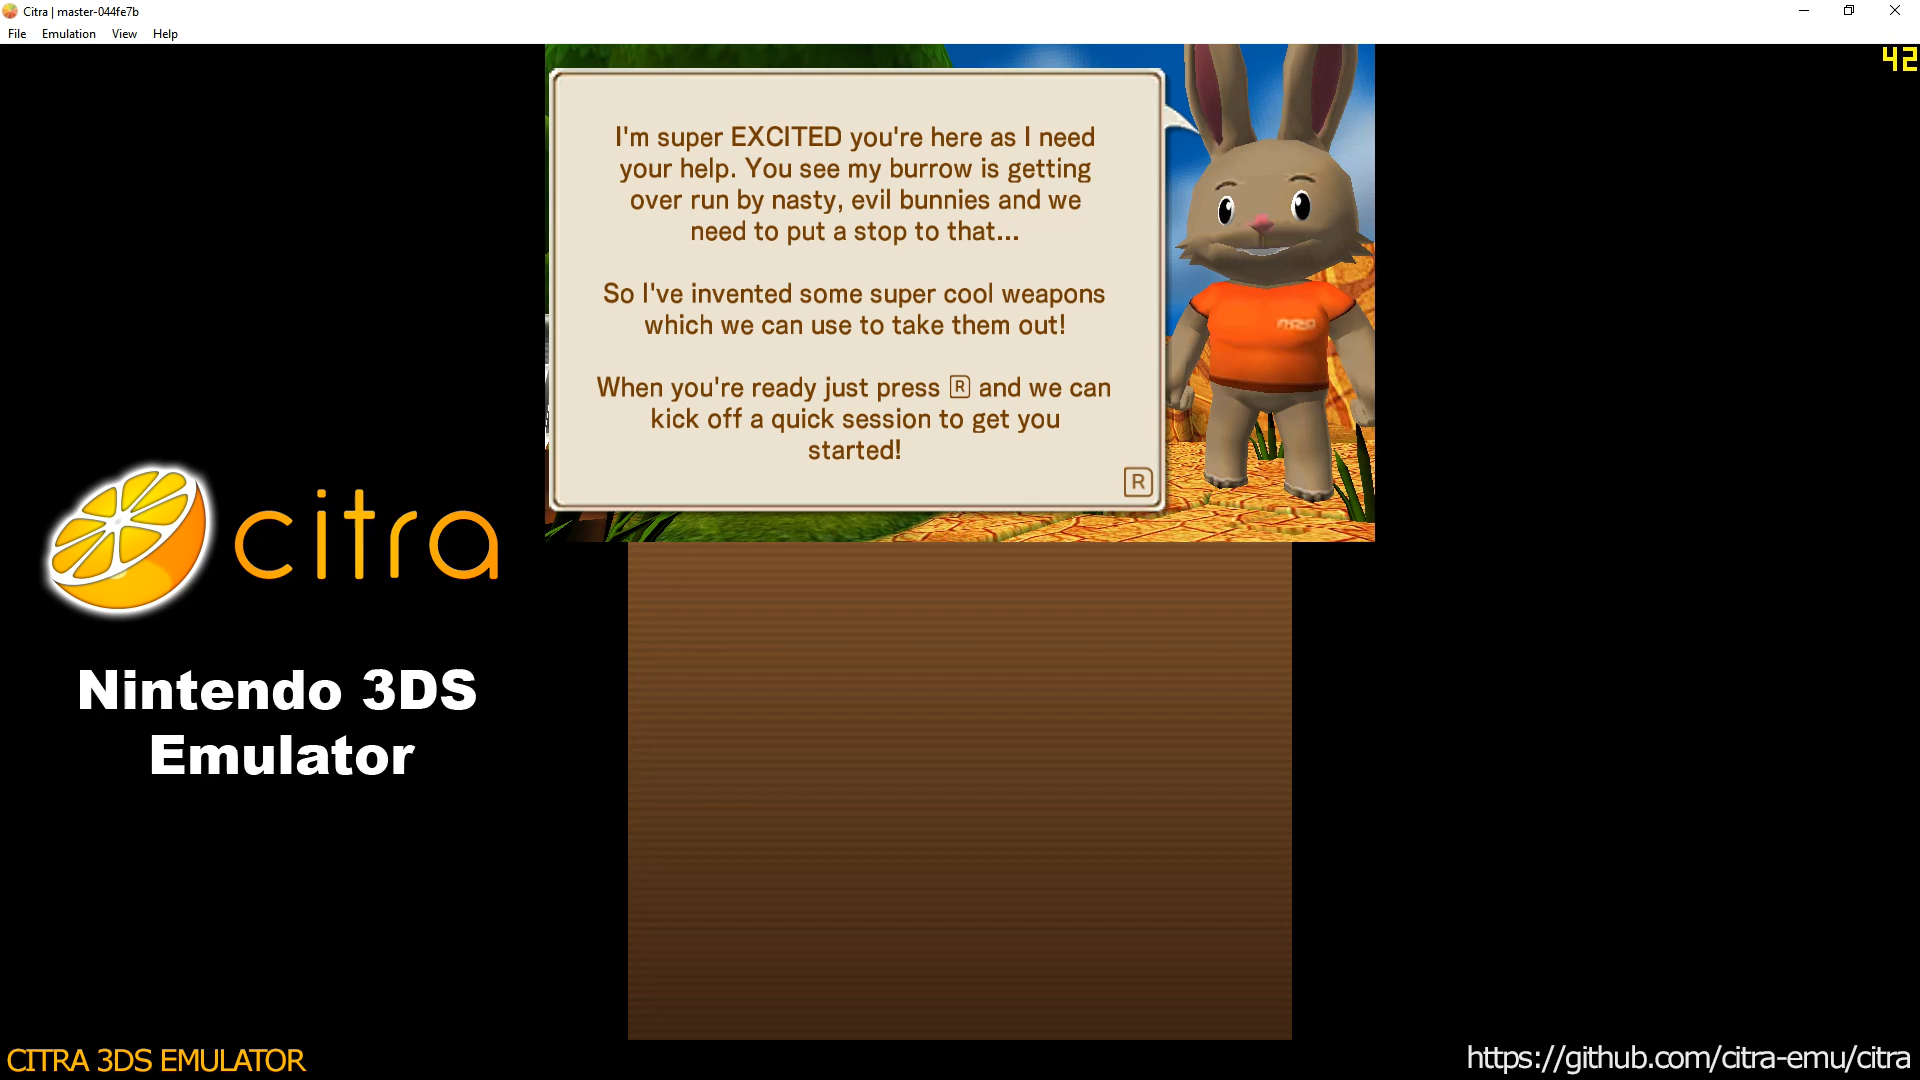 Citra | master-044fe7b
File Emulation View Help
42
I'm super EXCITED you're here as I need
your help. You see my burrow is getting
over run by nasty, evil bunnies and we
need to put a stop to that...
So I've invented some super cool weapons
which we can use to take them out!
When you're ready just press R and we can
kick off a quick session to get you
started!
R
citra
Nintendo 3DS
Emulator
CITRA 3DS EMULATOR
https://github.com/citra-emu/citra